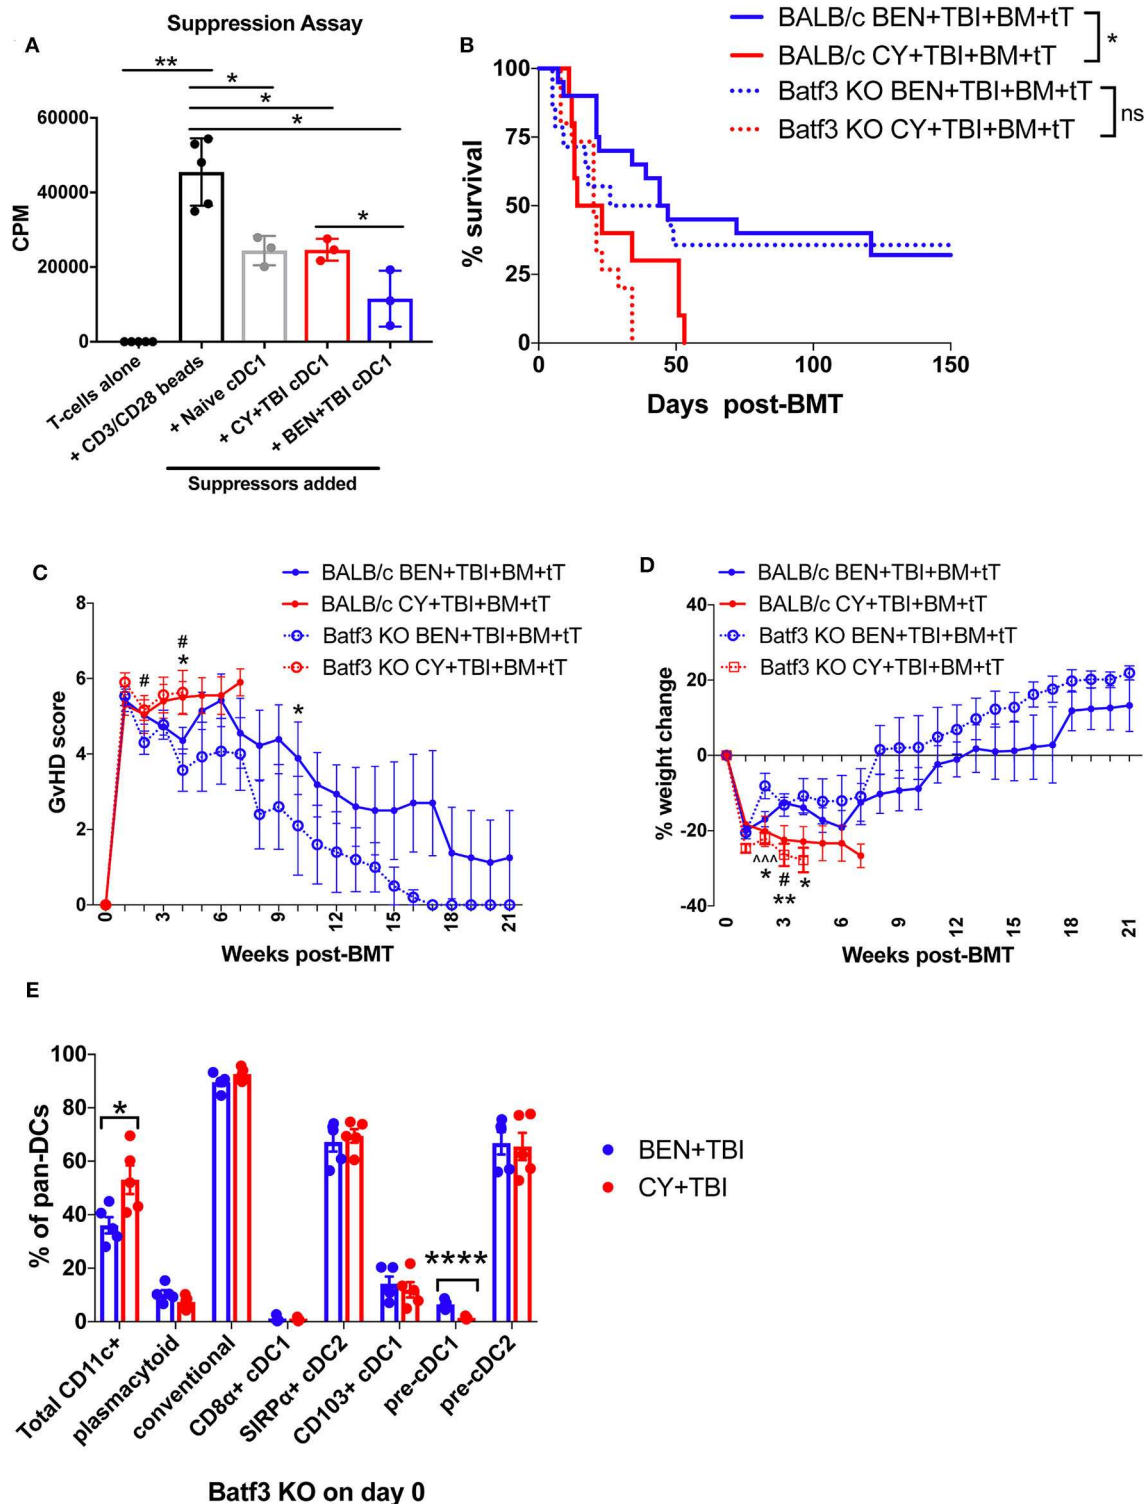 Suppression Assay
A
**
*
*
*
*
60000
40000
20000
0
CPM
T-cells alone
+ CD3/CD28 beads
+ Naive cDC1
+ CY+TBI cDC1
+ BEN+TBI cDC1
Suppressors added
B
BALB/c BEN+TBI+BM+tT
BALB/c CY+TBI+BM+tT
*
Batf3 KO BEN+TBI+BM+tT
Batf3 KO CY+TBI+BM+tT
ns
100
75
50
25
0
% survival
0 50 100 150
Days post-BMT
C
BALB/c BEN+TBI+BM+tT
BALB/c CY+TBI+BM+tT
Batf3 KO BEN+TBI+BM+tT
Batf3 KO CY+TBI+BM+tT
8
6
4
2
0
GvHD score
#
#
*
*
0 3 6 9 12 15 18 21
Weeks post-BMT
D
BALB/c BEN+TBI+BM+tT
BALB/c CY+TBI+BM+tT
Batf3 KO BEN+TBI+BM+tT
Batf3 KO CY+TBI+BM+tT
40
20
0
-20
-40
% weight change
^^^
* # *
**
0 3 6 9 12 15 18 21
Weeks post-BMT
E
100
80
60
40
20
0
% of pan-DCs
*
****
BEN+TBI
CY+TBI
Total CD11c+
plasmacytoid
conventional
CD8α+ cDC1
SIRPα+ cDC2
CD103+ cDC1
pre-cDC1
pre-cDC2
Batf3 KO on day 0